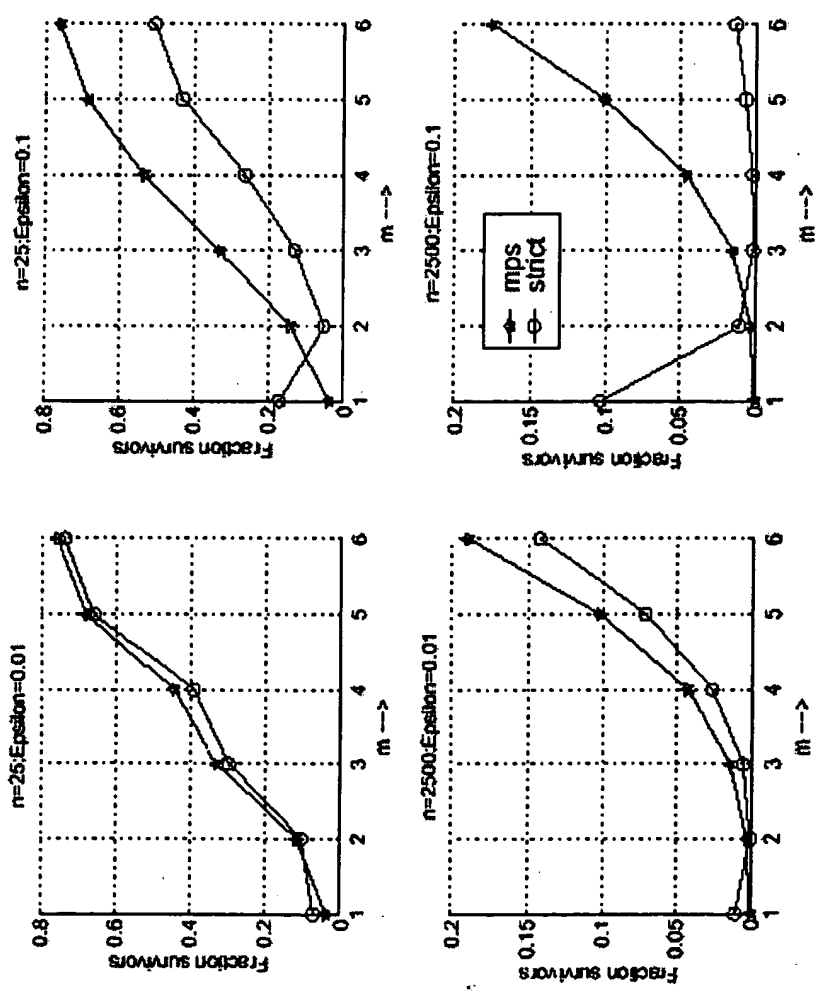 n=25;Epsilon=0.01
Fraction survivors
0.8
0.6
0.4
0.2
0
1 2 3 4 5 6
m -->
n=25;Epsilon=0.1
Fraction survivors
0.8
0.6
0.4
0.2
0
1 2 3 4 5 6
m -->
n=2500;Epsilon=0.01
Fraction survivors
0.2
0.15
0.1
0.05
0
1 2 3 4 5 6
m -->
n=2500;Epsilon=0.1
Fraction survivors
0.2
0.15
0.1
0.05
0
mps
strict
1 2 3 4 5 6
m -->